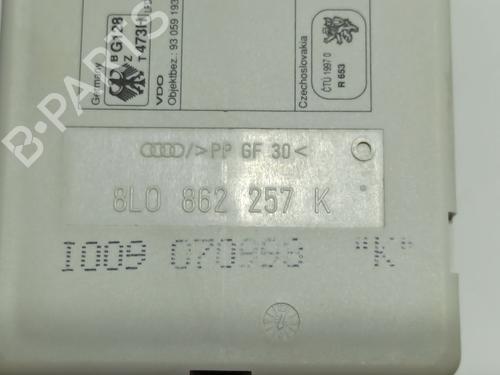 Germany
B G128
Z T473H
VDO
Objektbez.: 93 059 193
Czechoslovakia
ČTÚ 1997 0
R 653
B-PARTS
/>PP GF 30<
8L0 862 257 K
1009 070998 "K"